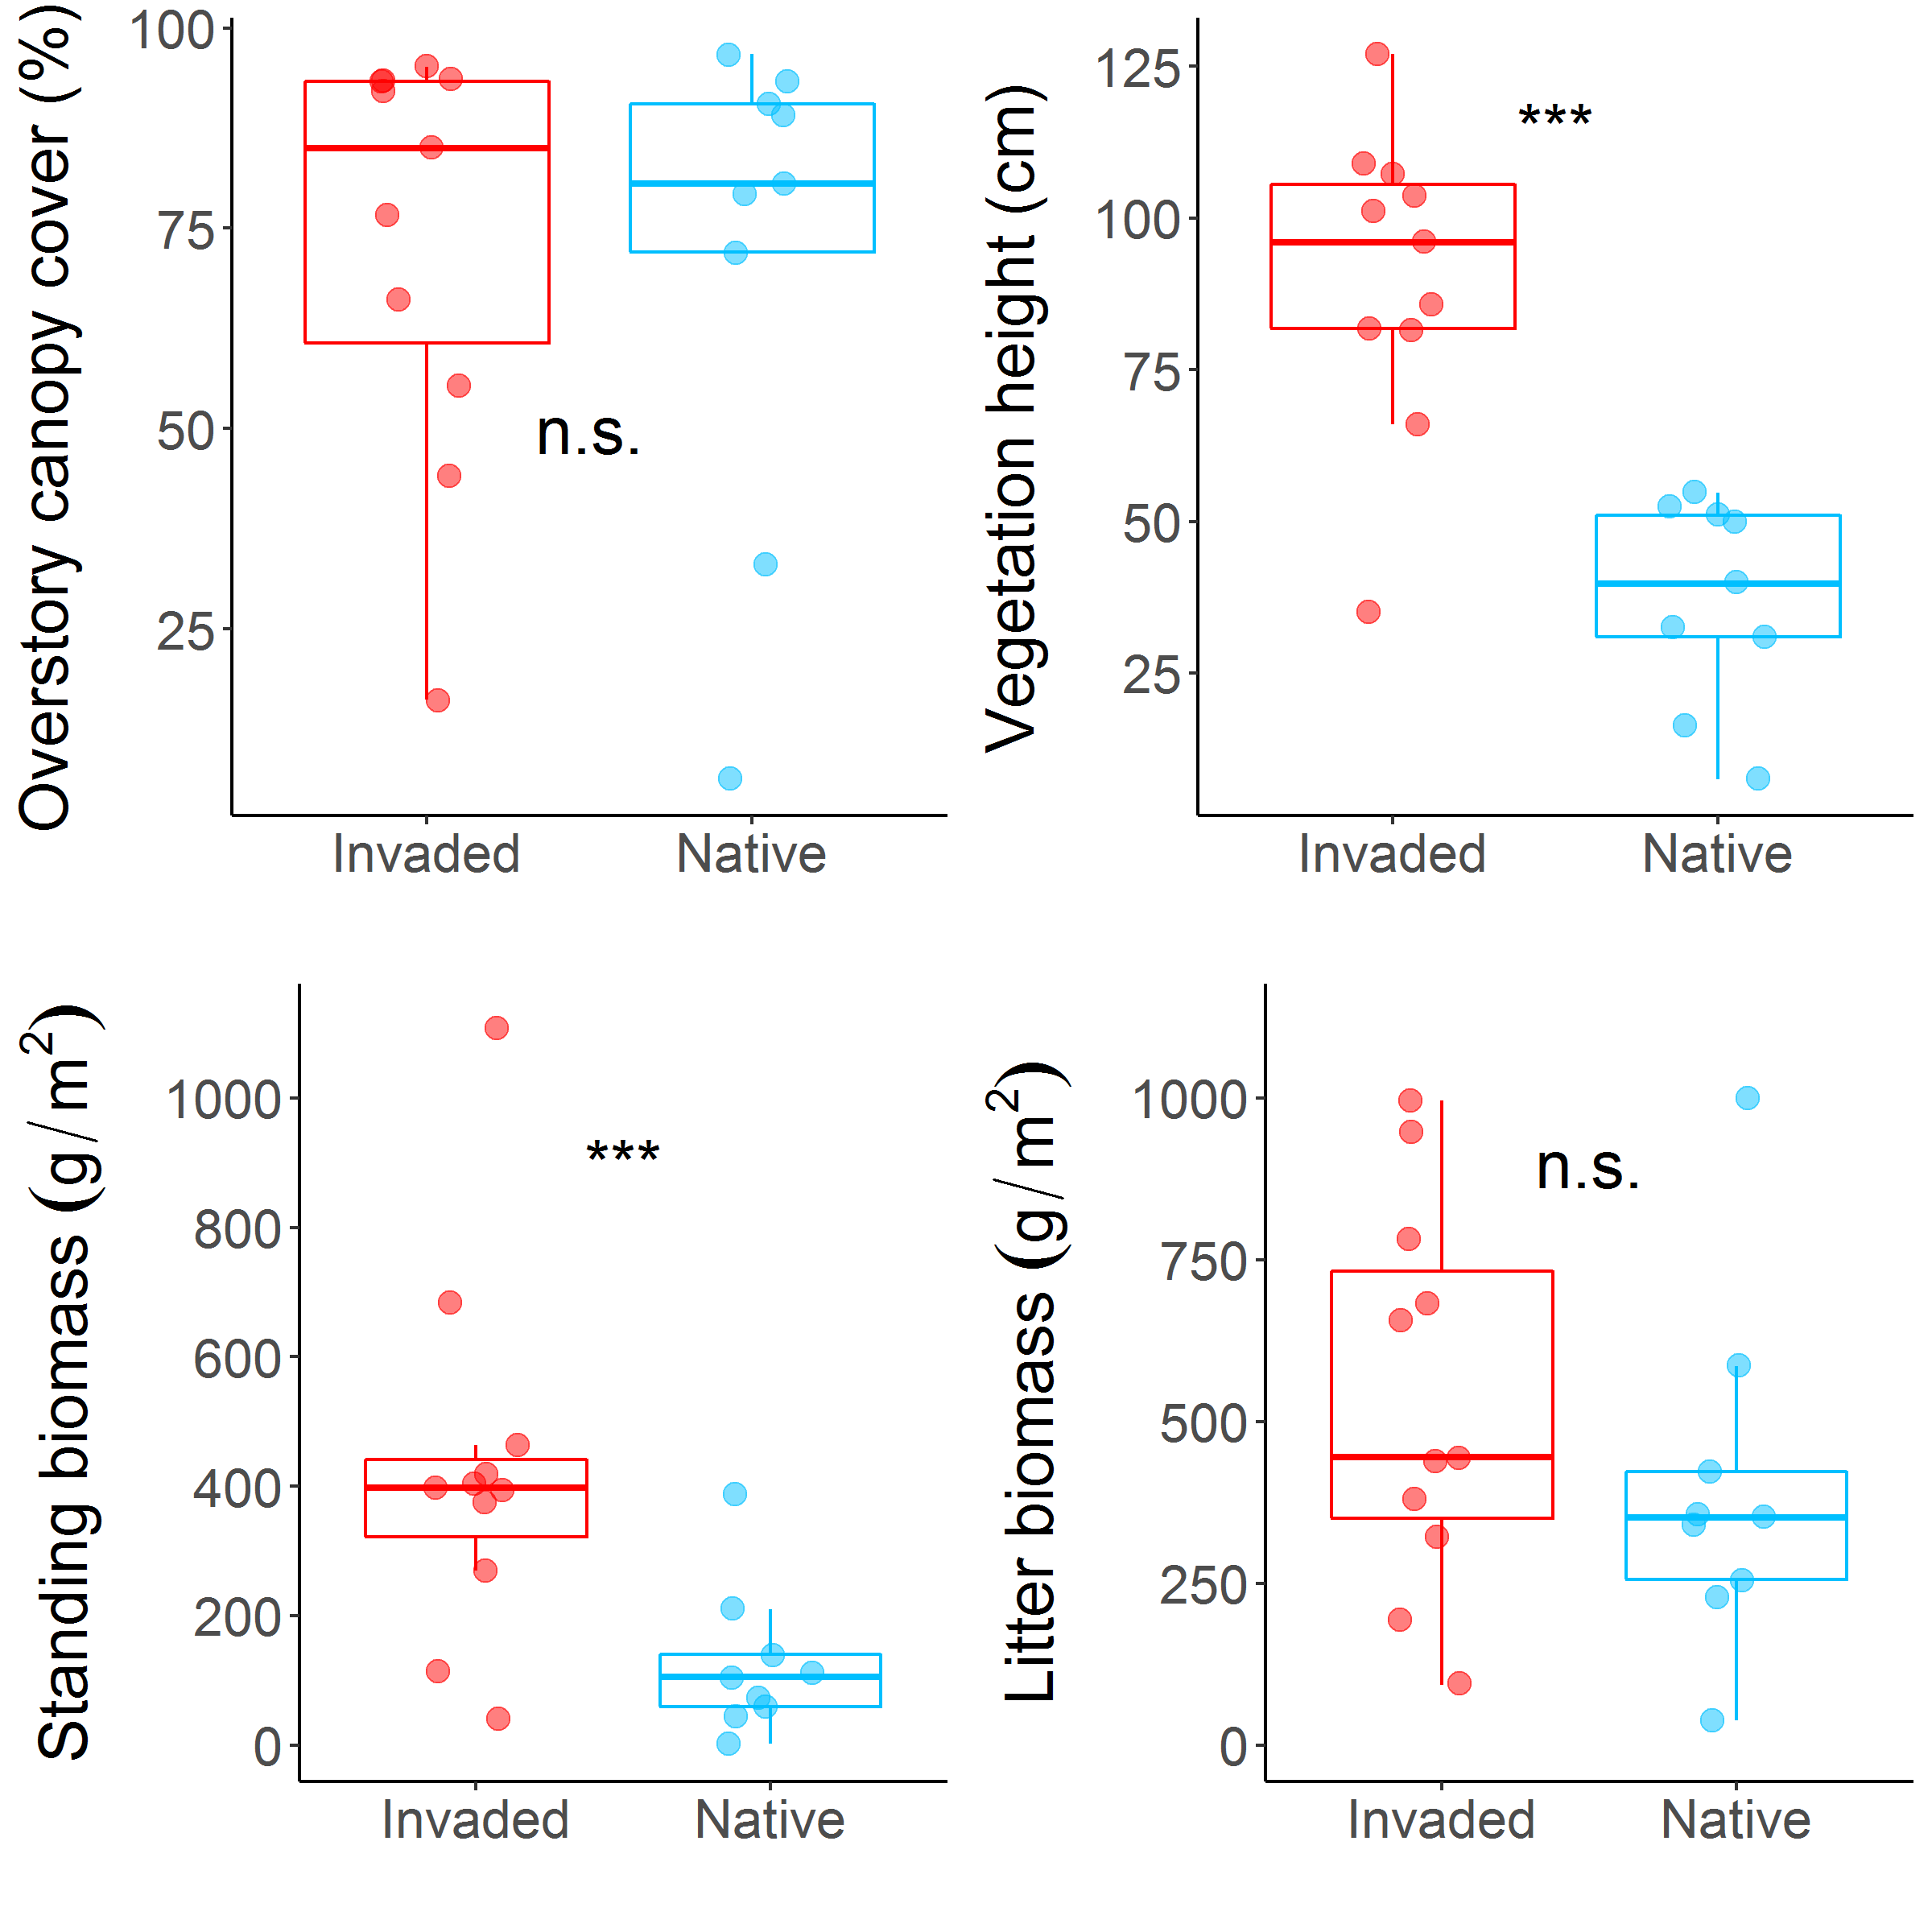 Overstory canopy cover (%)
100
75
50
25
n.s.
Invaded
Native
Vegetation height (cm)
125
100
75
50
25
***
Invaded
Native
Standing biomass (g/m²)
1000
800
600
400
200
0
***
Invaded
Native
Litter biomass (g/m²)
1000
750
500
250
0
n.s.
Invaded
Native